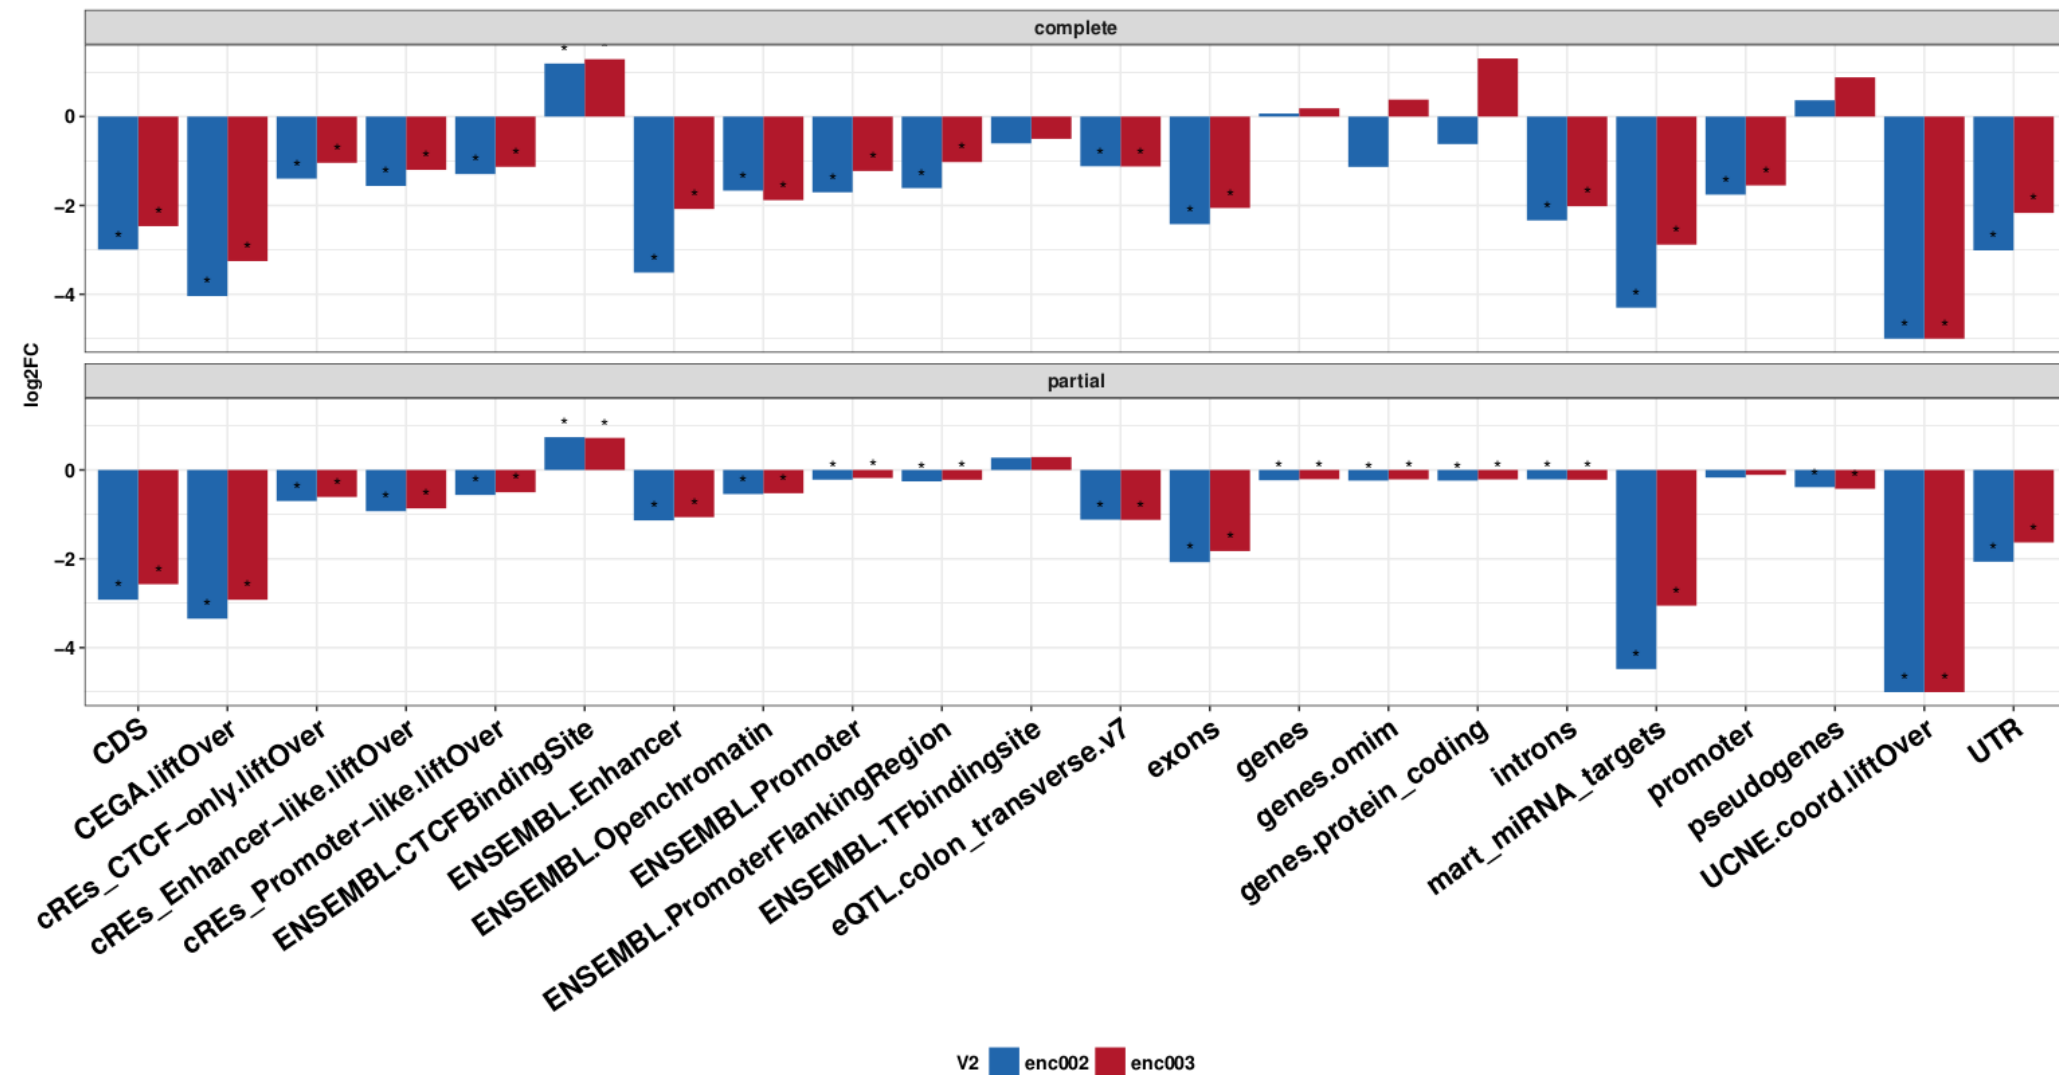 complete
0
−2
−4
log2FC
partial
0
−2
−4
CDS
CEGA.liftOver
cREs_CTCF−only.liftOver
cREs_Enhancer−like.liftOver
cREs_Promoter−like.liftOver
ENSEMBL.CTCFBindingSite
ENSEMBL.Enhancer
ENSEMBL.Openchromatin
ENSEMBL.Promoter
ENSEMBL.PromoterFlankingRegion
ENSEMBL.TFbindingsite
eQTL.colon_transverse.v7
exons
genes
genes.omim
genes.protein_coding
introns
mart_miRNA_targets
promoter
pseudogenes
UCNE.coord.liftOver
UTR
V2 enc002 enc003